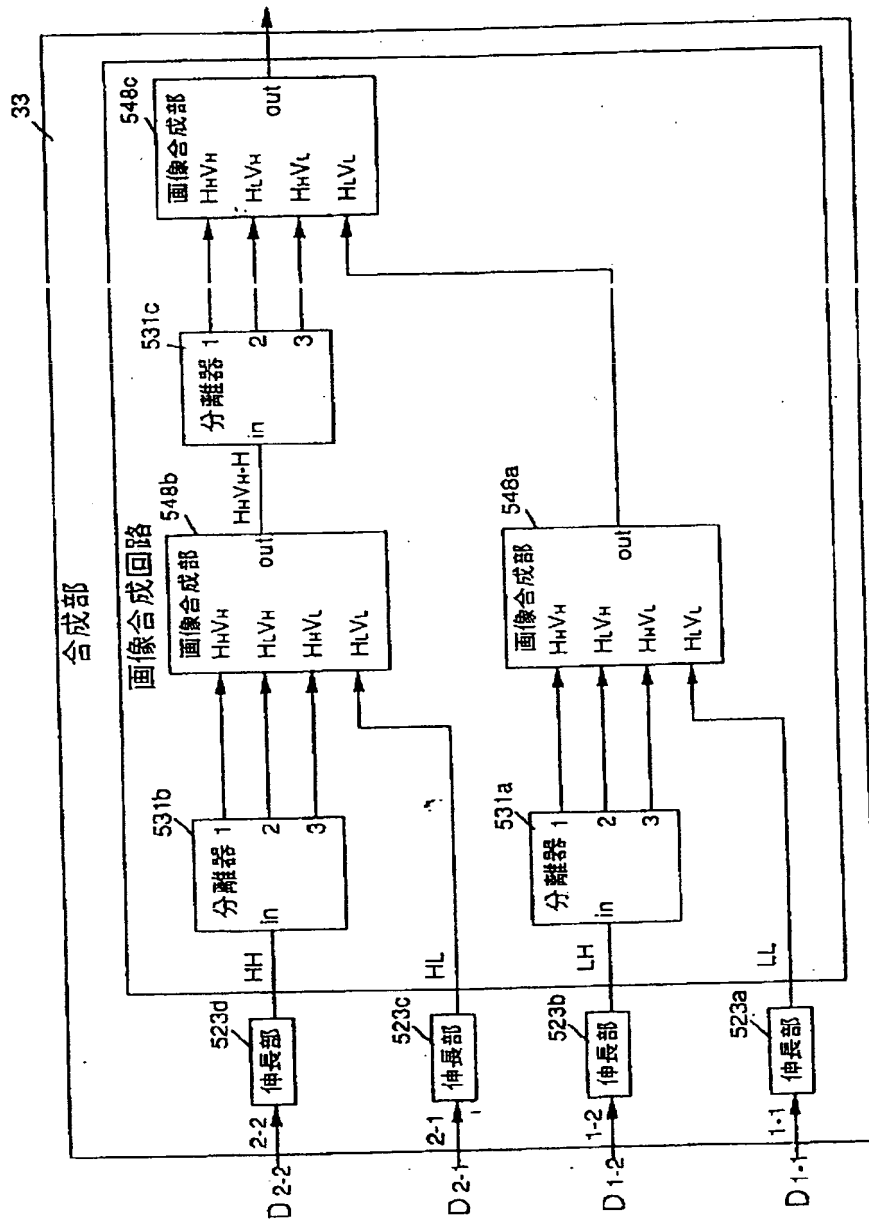 33
合成部
画像合成回路
548c
画像合成部
HHVH
HLVH
HHVL
HLVL
out
531c
分離器
in
1
2
3
HHVH-H
548b
画像合成部
HHVH
HLVH
HHVL
HLVL
out
548a
画像合成部
HHVH
HLVH
HHVL
HLVL
out
531b
分離器
in
1
2
3
531a
分離器
in
1
2
3
HH
HL
LH
LL
523d
伸長部
523c
伸長部
523b
伸長部
523a
伸長部
2-2
2-1
1-2
1-1
D2-2
D2-1
D1-2
D1-1